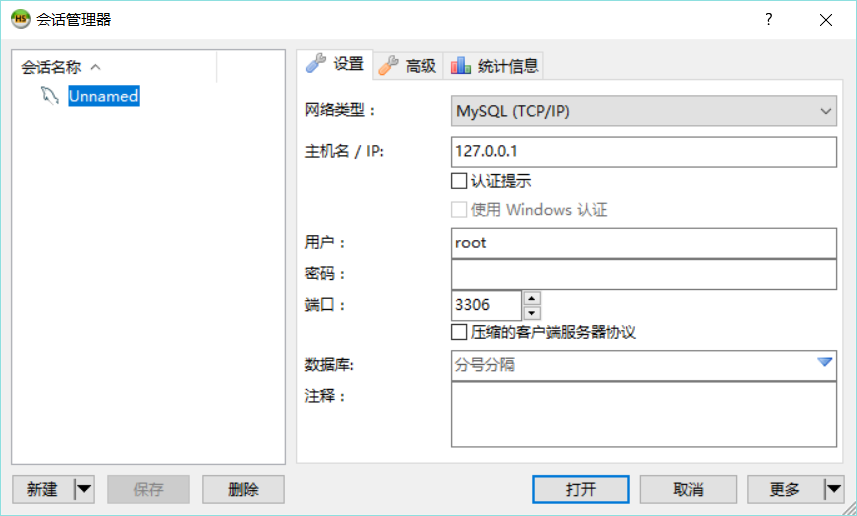 HS 会话管理器
会话名称
Unnamed
设置 高级 统计信息
网络类型： MySQL (TCP/IP)
主机名 / IP: 127.0.0.1
认证提示
使用 Windows 认证
用户： root
密码：
端口： 3306
压缩的客户端服务器协议
数据库: 分号分隔
注释：
新建 保存 删除 打开 取消 更多